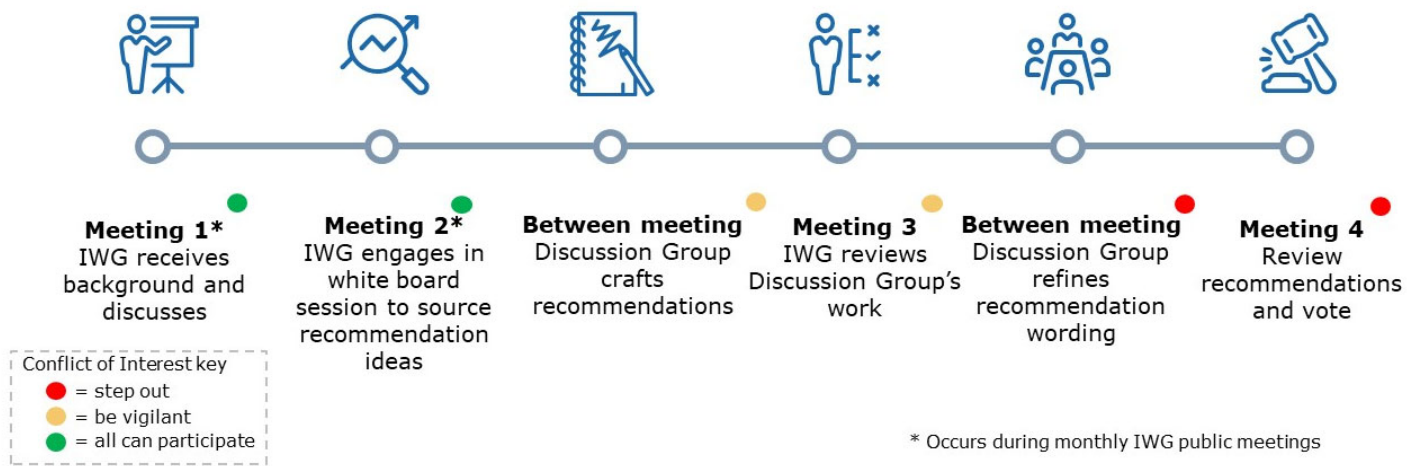 Meeting 1*
IWG receives
background and
discusses
Meeting 2*
IWG engages in
white board
session to source
recommendation
ideas
Between meeting
Discussion Group
crafts
recommendations
Meeting 3
IWG reviews
Discussion Group's
work
Between meeting
Discussion Group
refines
recommendation
wording
Meeting 4
Review
recommendations
and vote
Conflict of Interest key
= step out
= be vigilant
= all can participate
* Occurs during monthly IWG public meetings